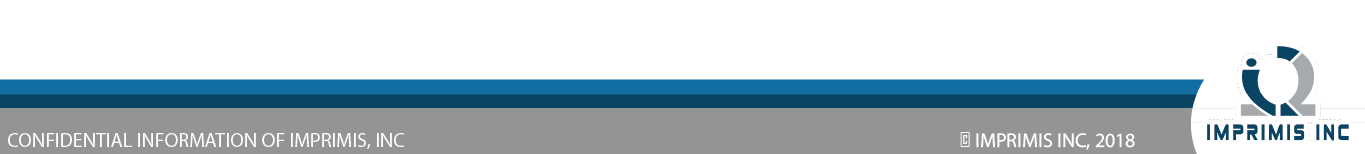 CONFIDENTIAL INFORMATION OF IMPRIMIS, INC
IMPRIMIS INC, 2018
IMPRIMIS INC